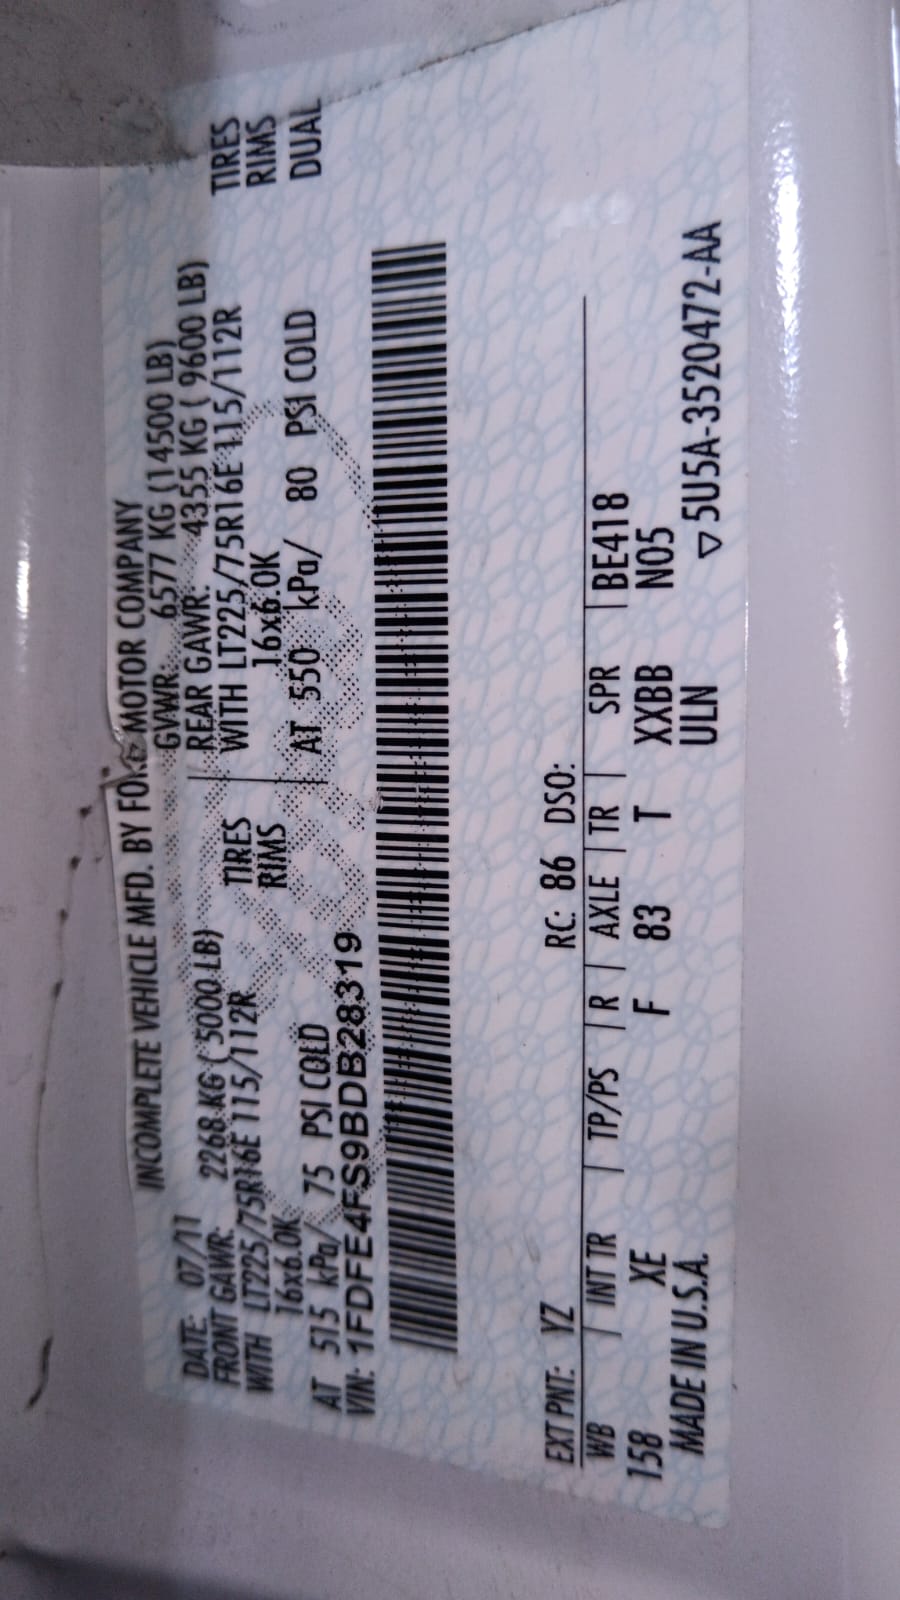 INCOMPLETE VEHICLE MFD. BY FORD MOTOR COMPANY
DATE: 07/11 GVWR: 6577 KG (14500 LB)
FRONT GAWR: 2268 KG ( 5000 LB) REAR GAWR: 4355 KG ( 9600 LB)
WITH LT225/75R16E 115/112R TIRES WITH LT225/75R16E 115/112R TIRES
16x6.0K RIMS 16x6.0K RIMS
AT 515 kPa/ 75 PSI COLD AT 550 kPa/ 80 PSI COLD DUAL
VIN: 1FDFE4FS9BDB28319
EXT PNT: YZ RC: 86 DSO:
WB | INT TR | TP/PS | R | AXLE | TR | SPR | BE418
158 XE F 83 T XXBB N05
MADE IN U.S.A. ULN ▽5U5A-3520472-AA